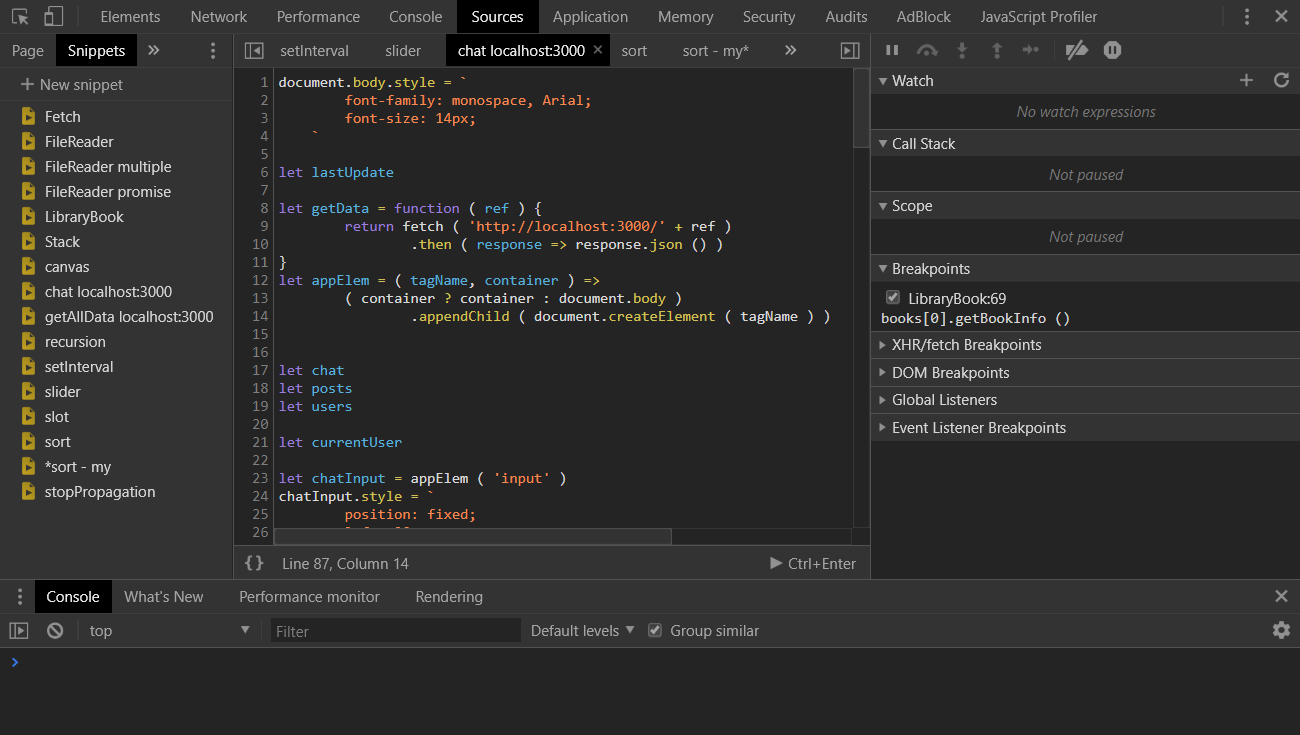 Elements Network Performance Console Sources Application Memory Security Audits AdBlock JavaScript Profiler
Page Snippets
New snippet
Fetch
FileReader
FileReader multiple
FileReader promise
LibraryBook
Stack
canvas
chat localhost:3000
getAllData localhost:3000
recursion
setInterval
slider
slot
sort
*sort - my
stopPropagation
setInterval slider chat localhost:3000 sort sort - my*
1 document.body.style = `
2 font-family: monospace, Arial;
3 font-size: 14px;
4 `
5
6 let lastUpdate
7
8 let getData = function ( ref ) {
9 return fetch ( 'http://localhost:3000/' + ref )
10 .then ( response => response.json () )
11 }
12 let appElem = ( tagName, container ) =>
13 ( container ? container : document.body )
14 .appendChild ( document.createElement ( tagName ) )
15
16
17 let chat
18 let posts
19 let users
20
21 let currentUser
22
23 let chatInput = appElem ( 'input' )
24 chatInput.style = `
25 position: fixed;
26
{} Line 87, Column 14 Ctrl+Enter
Watch
No watch expressions
Call Stack
Not paused
Scope
Not paused
Breakpoints
LibraryBook:69
books[0].getBookInfo ()
XHR/fetch Breakpoints
DOM Breakpoints
Global Listeners
Event Listener Breakpoints
Console What's New Performance monitor Rendering
top Filter Default levels Group similar